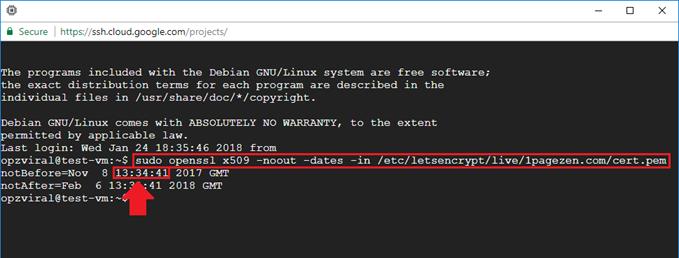 Secure https://ssh.cloud.google.com/projects/
The programs included with the Debian GNU/Linux system are free software;
the exact distribution terms for each program are described in the
individual files in /usr/share/doc/*/copyright.
Debian GNU/Linux comes with ABSOLUTELY NO WARRANTY, to the extent
permitted by applicable law.
Last login: Wed Jan 24 18:35:46 2018 from
opzviral@test-vm:~$ sudo openssl x509 -noout -dates -in /etc/letsencrypt/live/1pagezen.com/cert.pem
notBefore=Nov  8 13:34:41 2017 GMT
notAfter=Feb  6 13:34:41 2018 GMT
opzviral@test-vm:~$